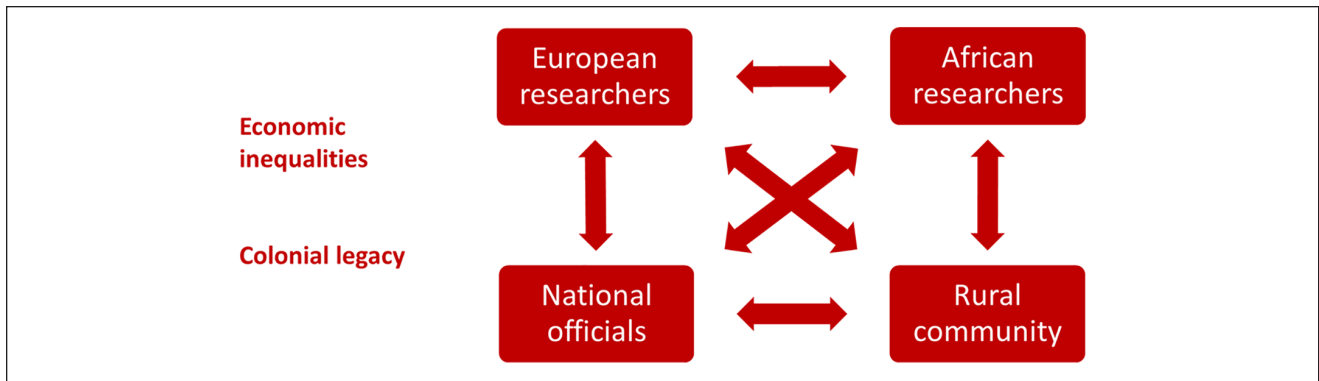 European
researchers
African
researchers
Economic
inequalities
Colonial legacy
National
officials
Rural
community